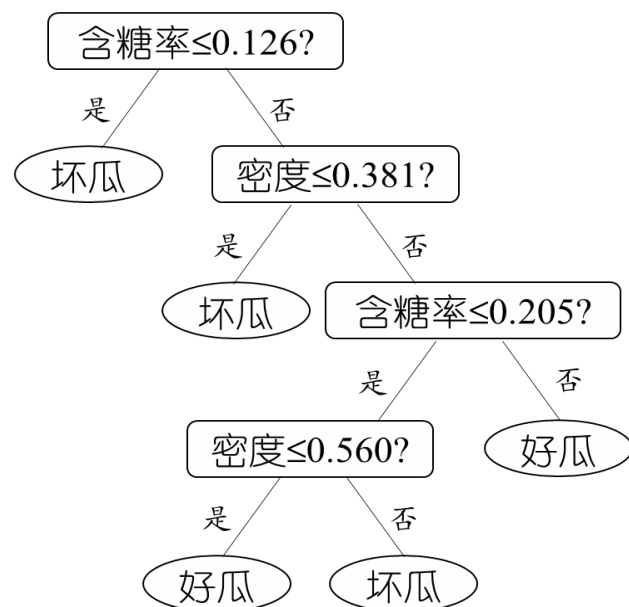 含糖率≤0.126?
是
否
坏瓜
密度≤0.381?
是
否
坏瓜
含糖率≤0.205?
是
否
密度≤0.560?
好瓜
是
否
好瓜
坏瓜